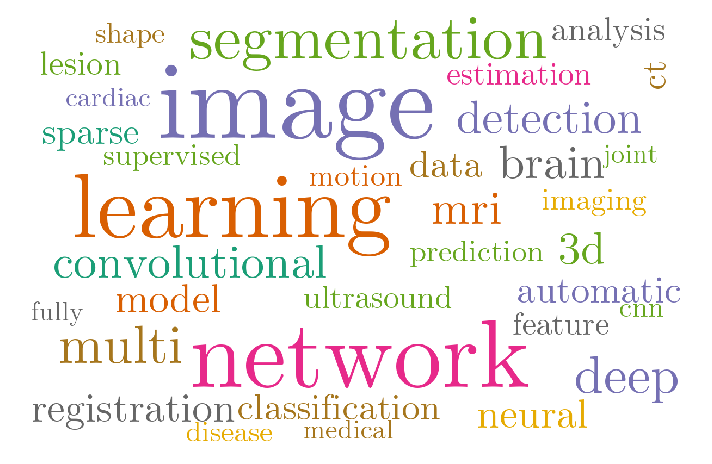 shape
segmentation
analysis
lesion
image
estimation
ct
cardiac
detection
sparse
supervised
data
brain
joint
motion
learning
mri
imaging
convolutional
prediction
3d
model
ultrasound
automatic
fully
cnn
multi
network
feature
deep
registration
classification
neural
disease
medical